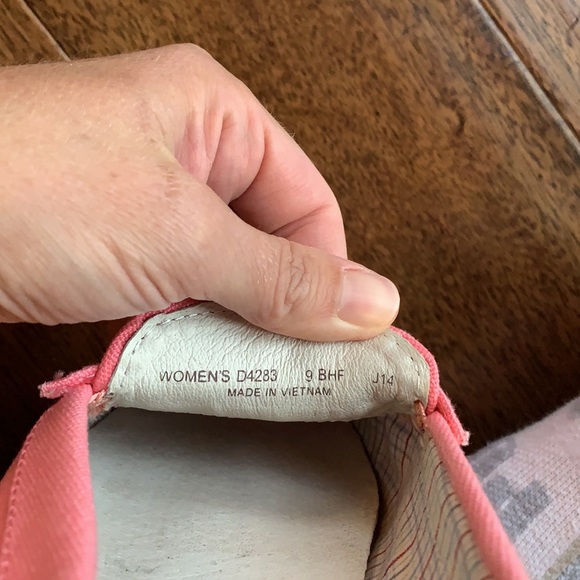 WOMEN'S D4283 9 BHF J14
MADE IN VIETNAM